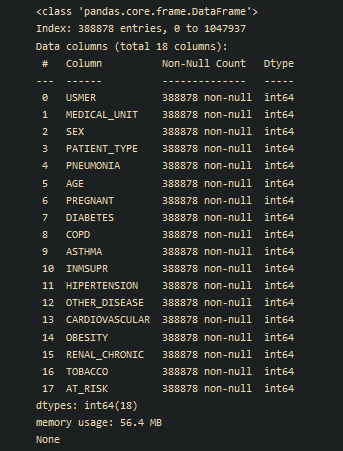 <class 'pandas.core.frame.DataFrame'>
Index: 388878 entries, 0 to 1047937
Data columns (total 18 columns):
 #   Column          Non-Null Count   Dtype
---  ------          --------------   -----
 0   USMER           388878 non-null  int64
 1   MEDICAL_UNIT    388878 non-null  int64
 2   SEX             388878 non-null  int64
 3   PATIENT_TYPE    388878 non-null  int64
 4   PNEUMONIA       388878 non-null  int64
 5   AGE             388878 non-null  int64
 6   PREGNANT        388878 non-null  int64
 7   DIABETES        388878 non-null  int64
 8   COPD            388878 non-null  int64
 9   ASTHMA          388878 non-null  int64
 10  INMSUPR         388878 non-null  int64
 11  HIPERTENSION    388878 non-null  int64
 12  OTHER_DISEASE   388878 non-null  int64
 13  CARDIOVASCULAR  388878 non-null  int64
 14  OBESITY         388878 non-null  int64
 15  RENAL_CHRONIC   388878 non-null  int64
 16  TOBACCO         388878 non-null  int64
 17  AT_RISK         388878 non-null  int64
dtypes: int64(18)
memory usage: 56.4 MB
None